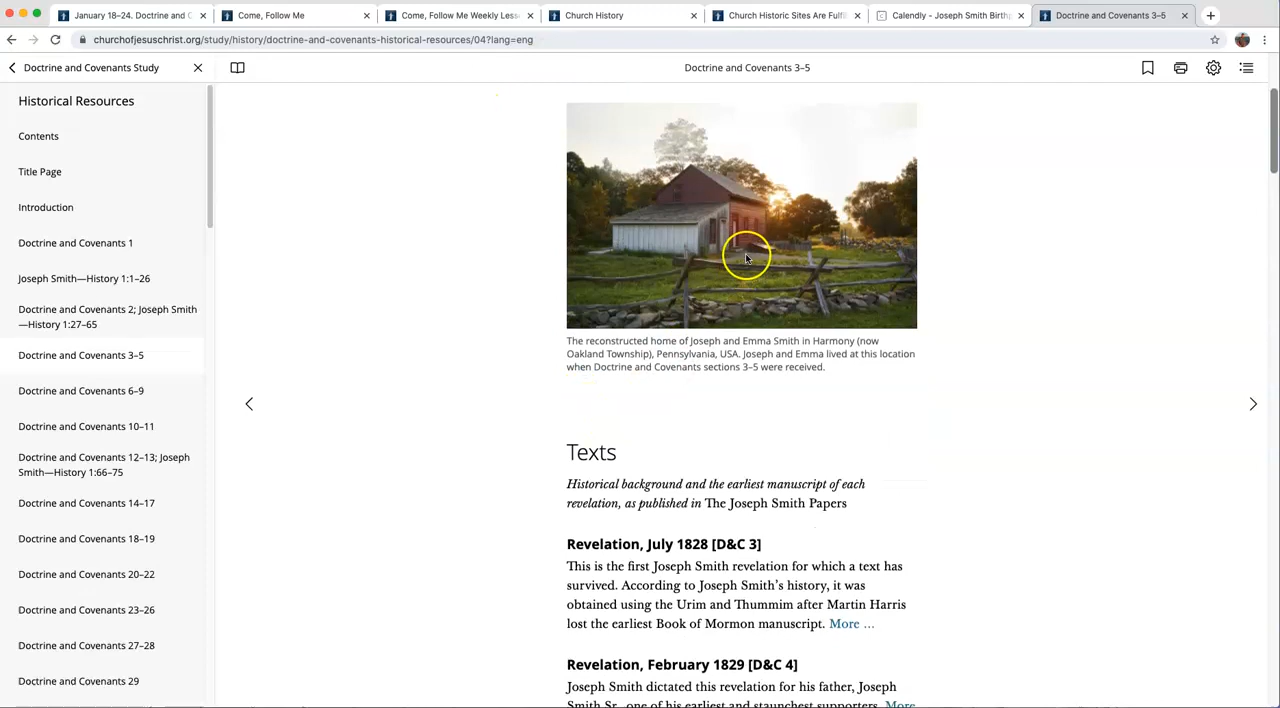 January 18–24. Doctrine and C
Come, Follow Me
Come, Follow Me Weekly Less
Church History
Church Historic Sites Are Fulfi
Calendly - Joseph Smith Birthp
Doctrine and Covenants 3–5
churchofjesuschrist.org/study/history/doctrine-and-covenants-historical-resources/04?lang=eng
Doctrine and Covenants Study
Doctrine and Covenants 3–5
Historical Resources
Contents
Title Page
Introduction
Doctrine and Covenants 1
Joseph Smith—History 1:1–26
Doctrine and Covenants 2; Joseph Smith
—History 1:27–65
Doctrine and Covenants 3–5
Doctrine and Covenants 6–9
Doctrine and Covenants 10–11
Doctrine and Covenants 12–13; Joseph
Smith—History 1:66–75
Doctrine and Covenants 14–17
Doctrine and Covenants 18–19
Doctrine and Covenants 20–22
Doctrine and Covenants 23–26
Doctrine and Covenants 27–28
Doctrine and Covenants 29
The reconstructed home of Joseph and Emma Smith in Harmony (now
Oakland Township), Pennsylvania, USA. Joseph and Emma lived at this location
when Doctrine and Covenants sections 3–5 were received.
Texts
Historical background and the earliest manuscript of each
revelation, as published in The Joseph Smith Papers
Revelation, July 1828 [D&C 3]
This is the first Joseph Smith revelation for which a text has
survived. According to Joseph Smith's history, it was
obtained using the Urim and Thummim after Martin Harris
lost the earliest Book of Mormon manuscript. More …
Revelation, February 1829 [D&C 4]
Joseph Smith dictated this revelation for his father, Joseph
Smith Sr., one of his earliest and staunchest supporters. More